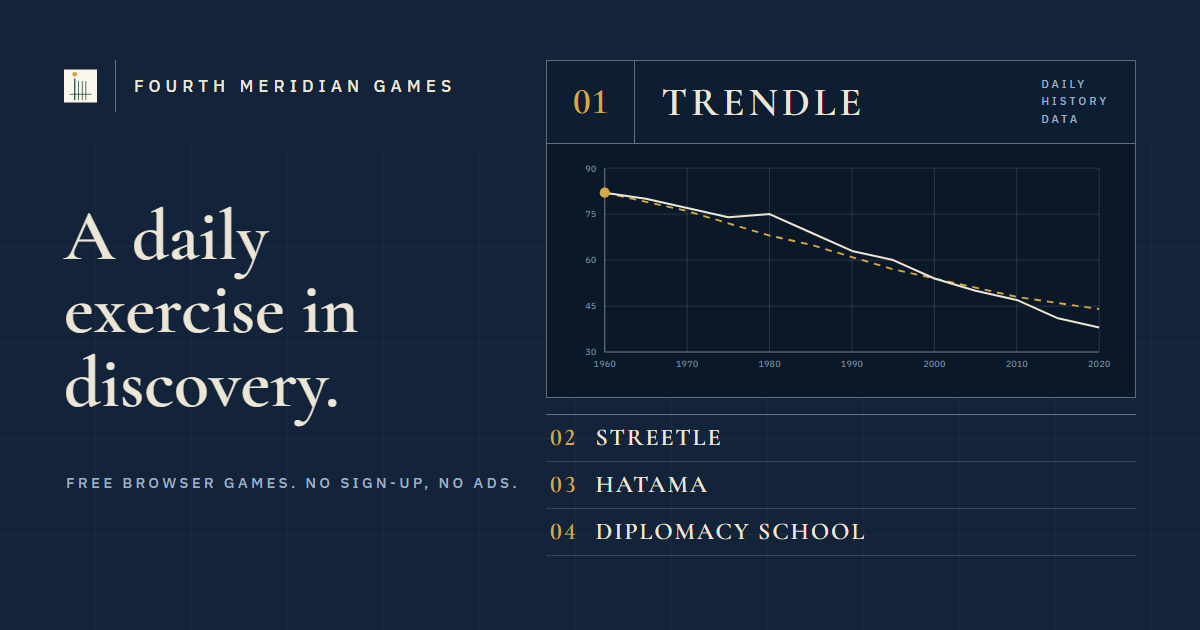 FOURTH MERIDIAN GAMES
A daily
exercise in
discovery.
FREE BROWSER GAMES. NO SIGN-UP, NO ADS.
01
TRENDLE
DAILY
HISTORY
DATA
90
75
60
45
30
1960 1970 1980 1990 2000 2010 2020
02 STREETLE
03 HATAMA
04 DIPLOMACY SCHOOL